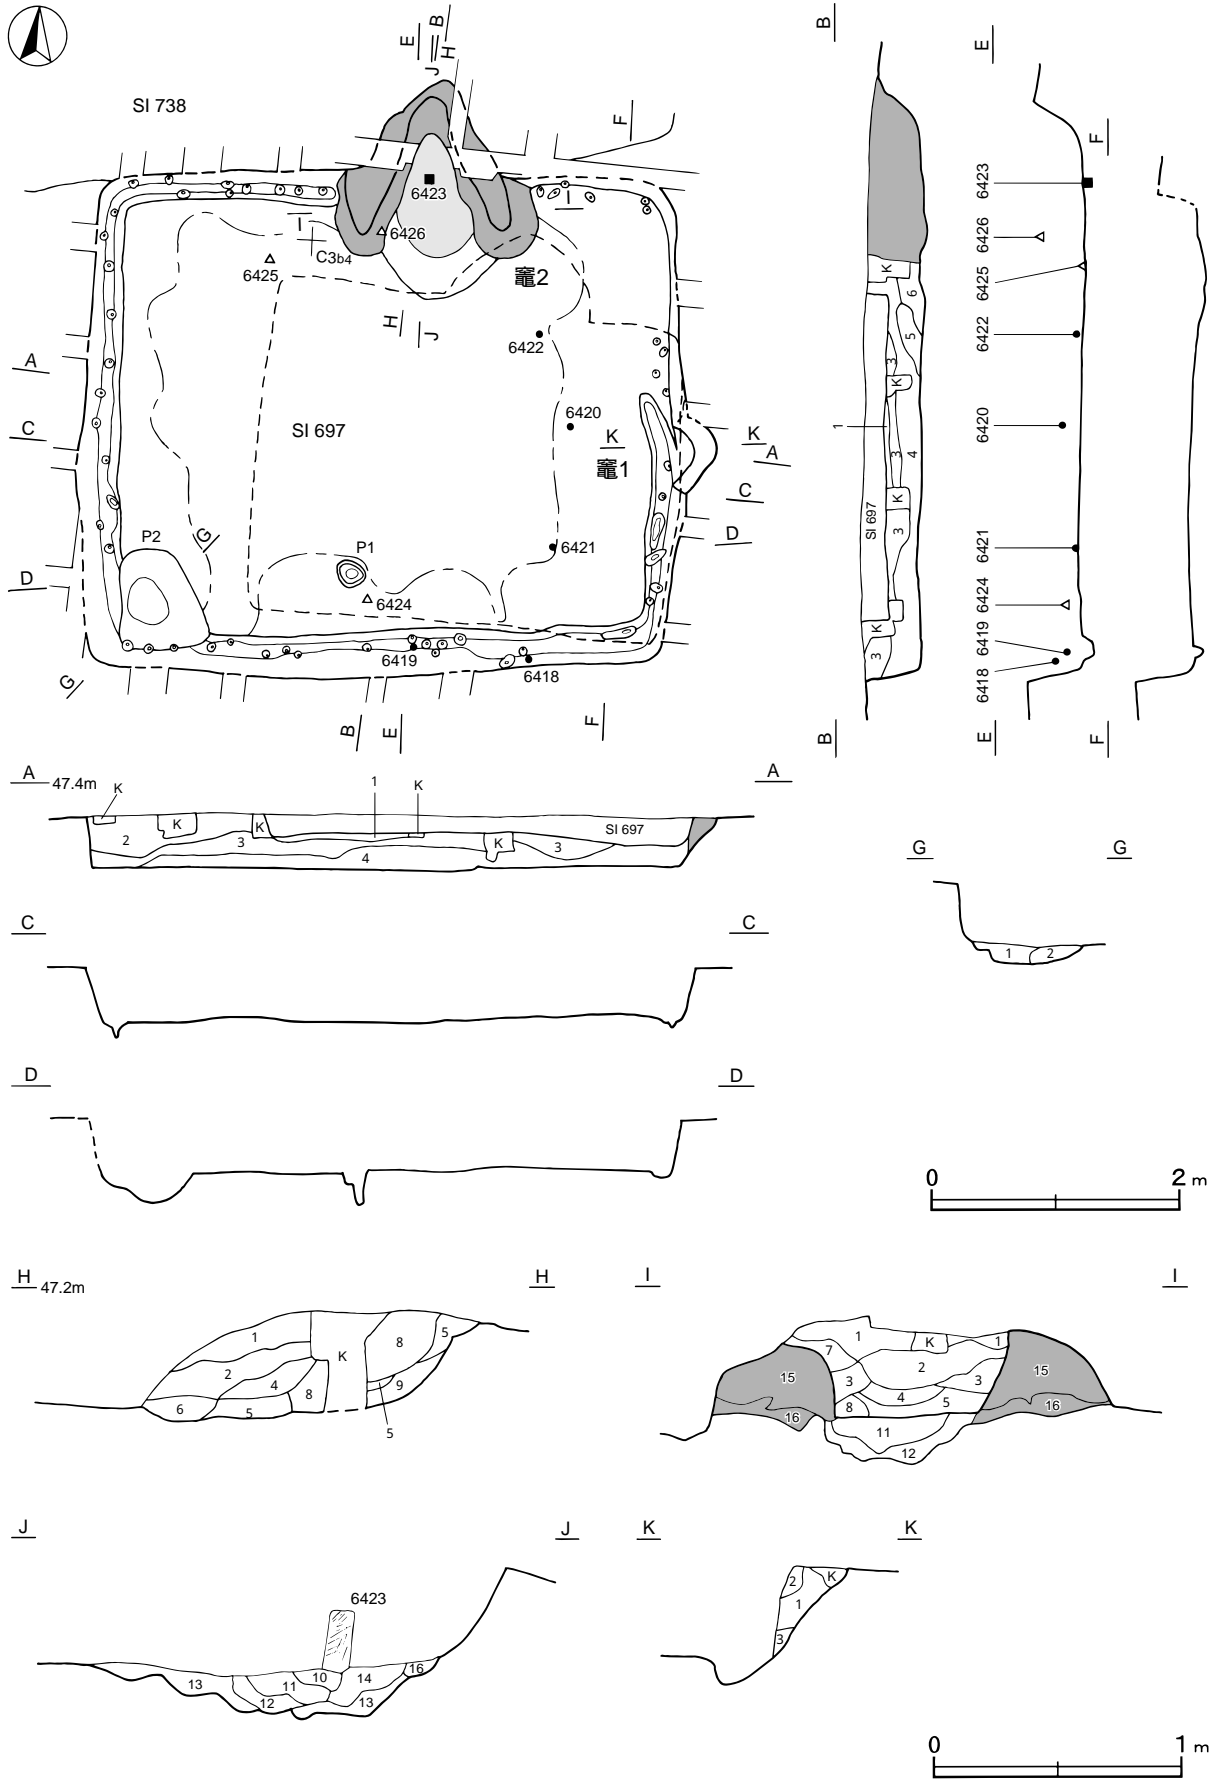 E
J
B
H
SI 738
F
6423
I
6426
C3b4
6425
竈2
H
J
6422
A
6420
SI 697
K
竈1
K
A
C
C
D
P2
G
P1
6421
D
6424
6419
6418
G
B
E
F
B
K
6
5
3
K
1
3
4
SI 697
K
3
K
3
B
E
F
6423
6426
6425
6422
6420
6421
6424
6419
6418
E
F
A 47.4m
K
1
K
A
K
K
2
3
SI 697
K
3
4
G
G
1
2
C
C
D
D
0
2 m
H 47.2m
H
1
K
8
5
2
4
8
9
6
5
5
I
I
1
K
1
7
2
15
15
3
3
4
5
8
16
16
11
12
J
J
6423
10
14
16
13
11
12
13
K
K
2
K
1
3
0
1 m